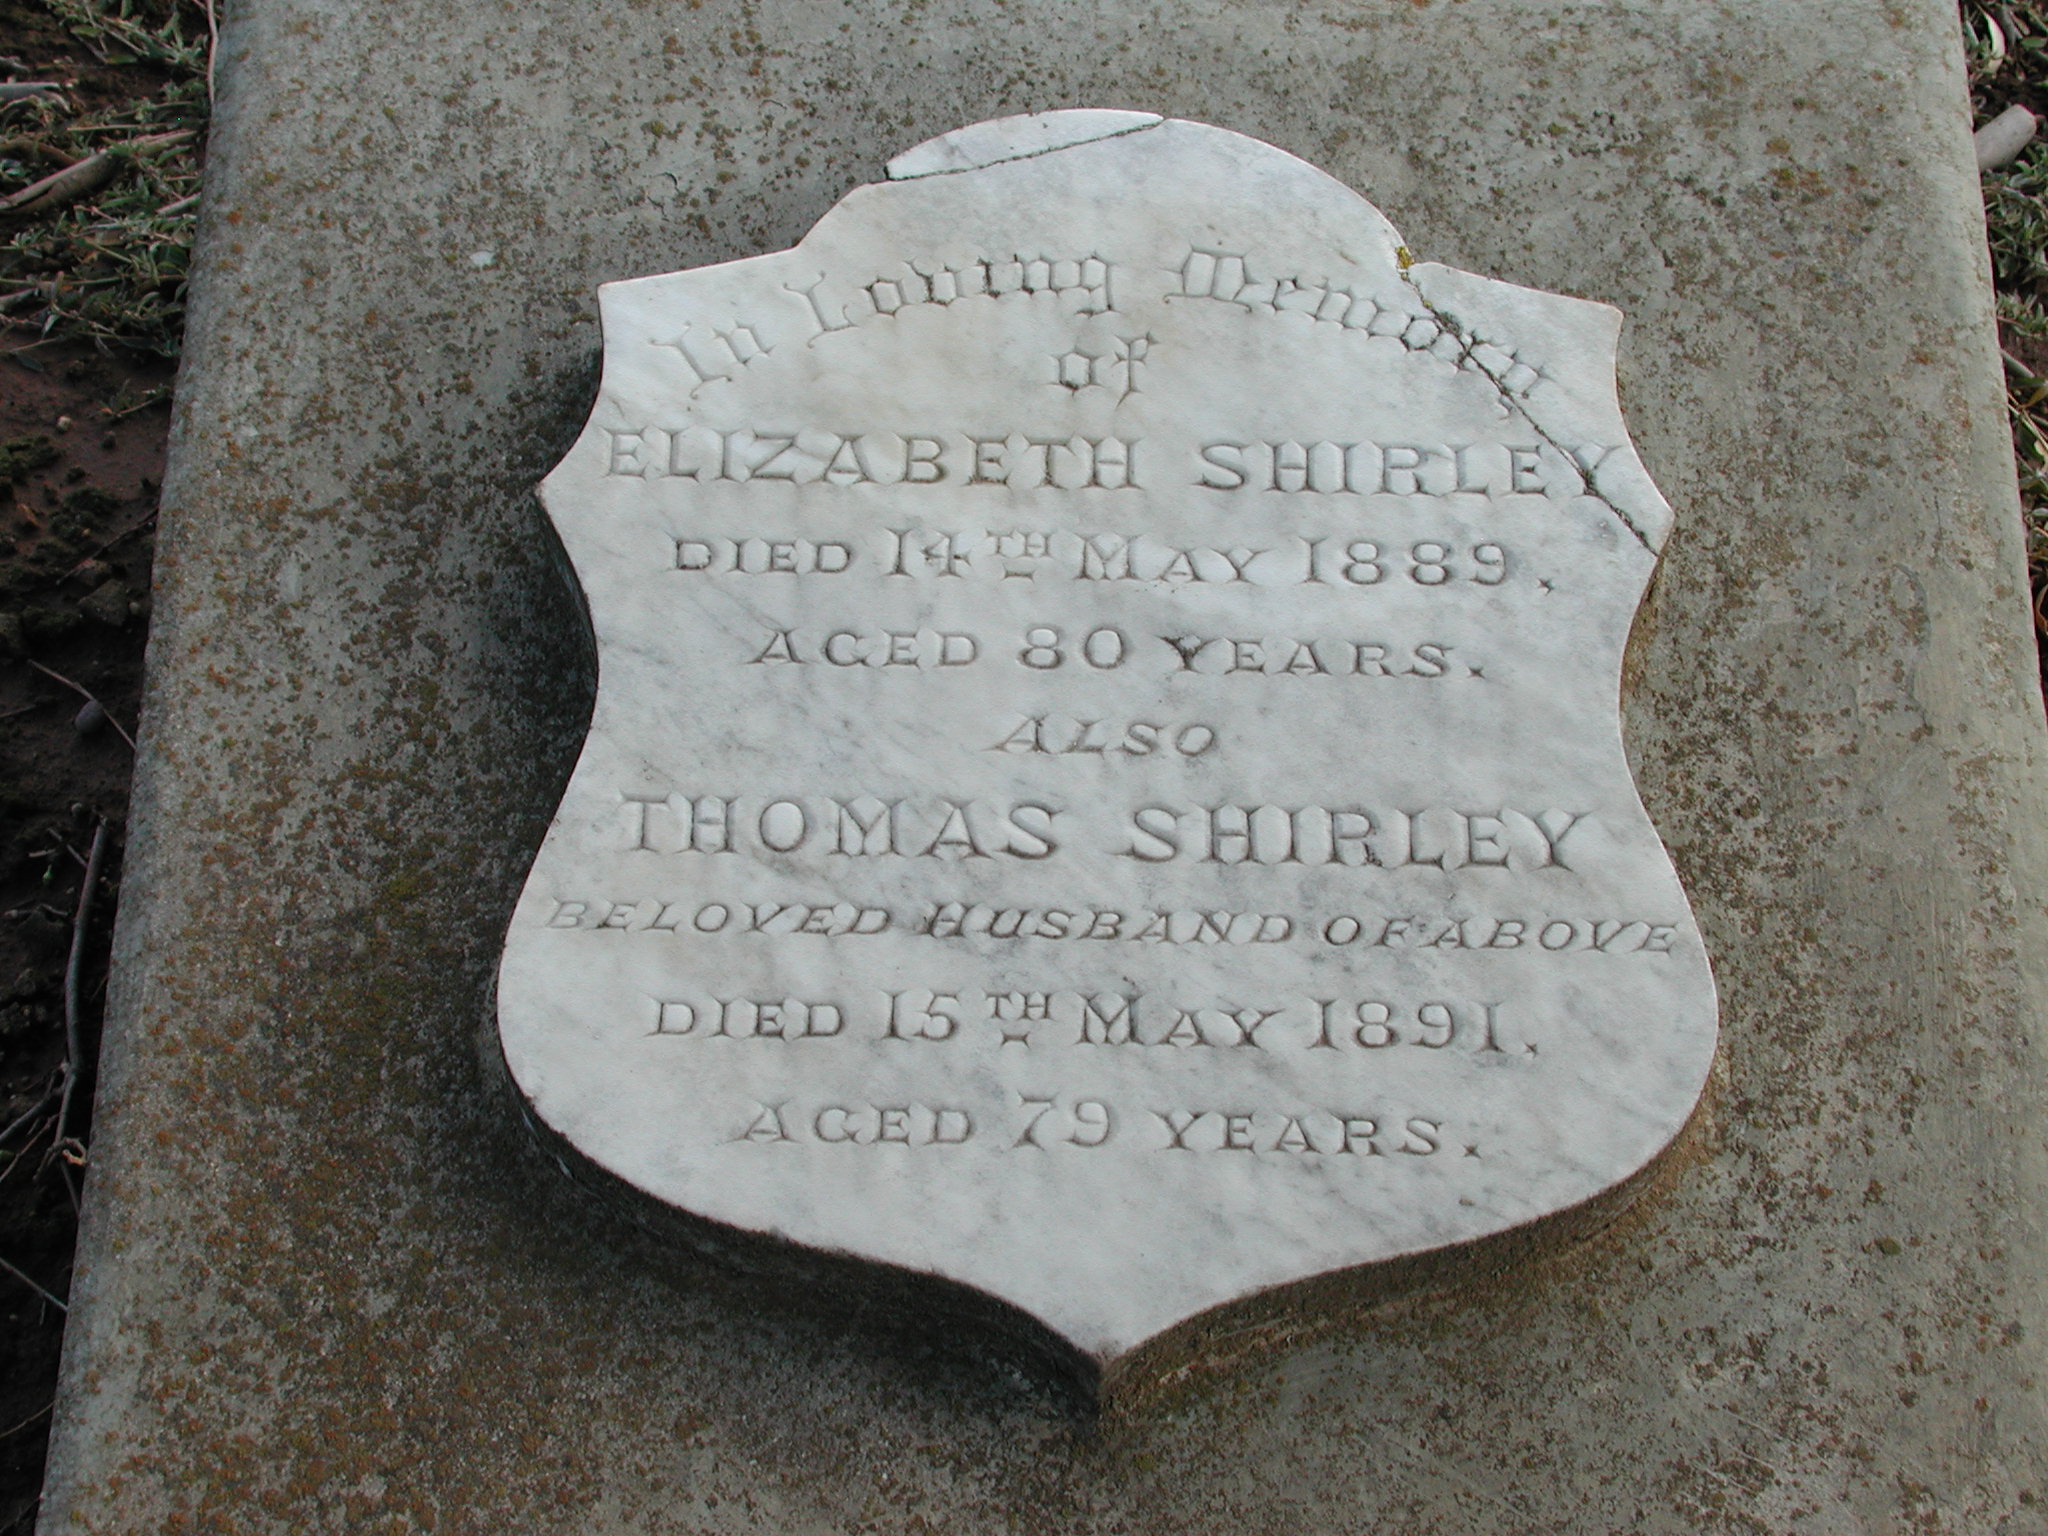 In Loving Memory
of
ELIZABETH SHIRLEY
DIED 14TH MAY 1889,
AGED 80 YEARS.
ALSO
THOMAS SHIRLEY
BELOVED HUSBAND OF ABOVE
DIED 15TH MAY 1891,
AGED 79 YEARS.